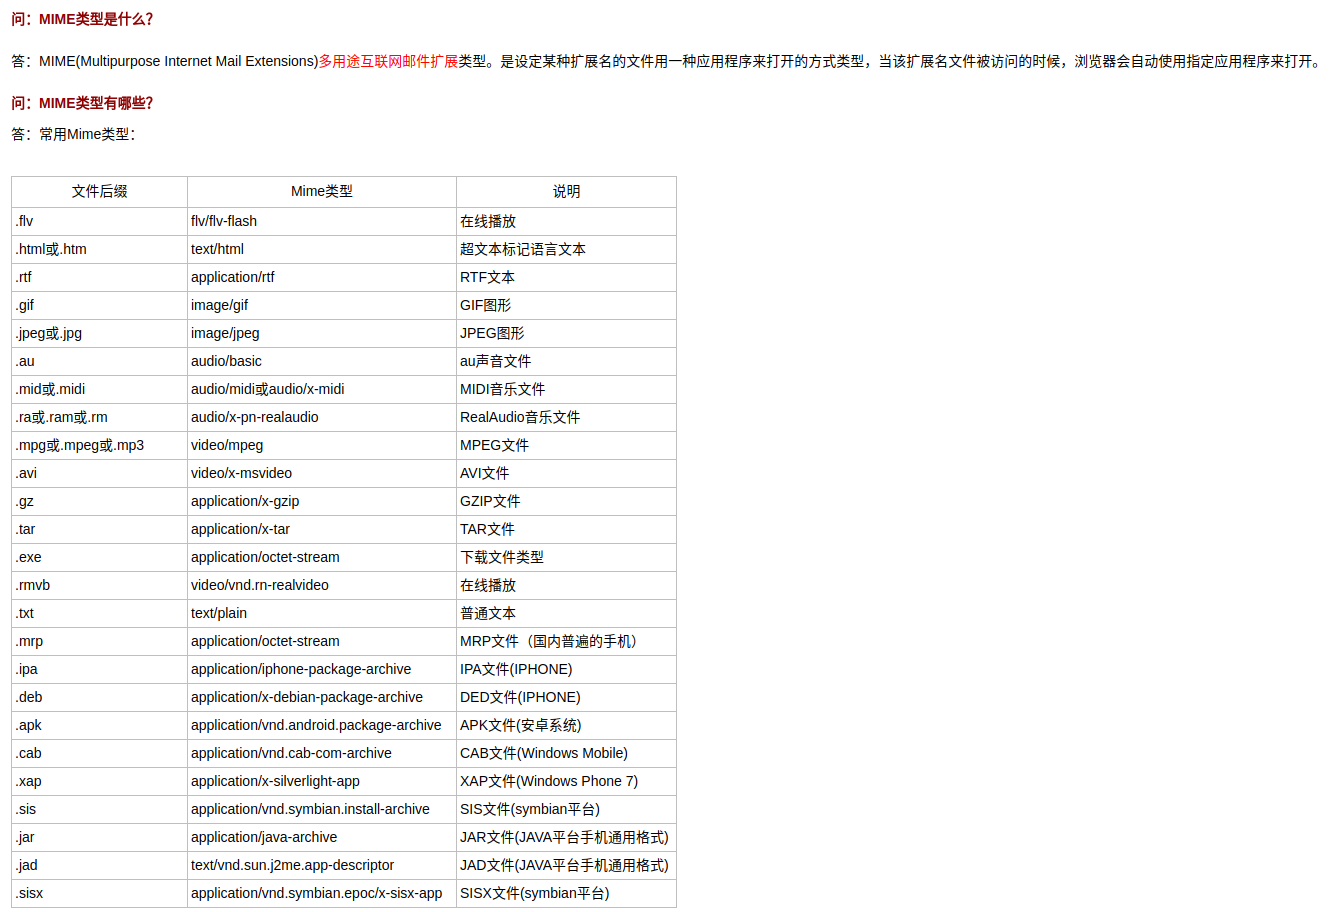 问：MIME类型是什么？
答：MIME(Multipurpose Internet Mail Extensions)多用途互联网邮件扩展类型。是设定某种扩展名的文件用一种应用程序来打开的方式类型，当该扩展名文件被访问的时候，浏览器会自动使用指定应用程序来打开。
问：MIME类型有哪些？
答：常用Mime类型：
文件后缀 Mime类型 说明
.flv flv/flv-flash 在线播放
.html或.htm text/html 超文本标记语言文本
.rtf application/rtf RTF文本
.gif image/gif GIF图形
.jpeg或.jpg image/jpeg JPEG图形
.au audio/basic au声音文件
.mid或.midi audio/midi或audio/x-midi MIDI音乐文件
.ra或.ram或.rm audio/x-pn-realaudio RealAudio音乐文件
.mpg或.mpeg或.mp3 video/mpeg MPEG文件
.avi video/x-msvideo AVI文件
.gz application/x-gzip GZIP文件
.tar application/x-tar TAR文件
.exe application/octet-stream 下载文件类型
.rmvb video/vnd.rn-realvideo 在线播放
.txt text/plain 普通文本
.mrp application/octet-stream MRP文件（国内普遍的手机）
.ipa application/iphone-package-archive IPA文件(IPHONE)
.deb application/x-debian-package-archive DED文件(IPHONE)
.apk application/vnd.android.package-archive APK文件(安卓系统)
.cab application/vnd.cab-com-archive CAB文件(Windows Mobile)
.xap application/x-silverlight-app XAP文件(Windows Phone 7)
.sis application/vnd.symbian.install-archive SIS文件(symbian平台)
.jar application/java-archive JAR文件(JAVA平台手机通用格式)
.jad text/vnd.sun.j2me.app-descriptor JAD文件(JAVA平台手机通用格式)
.sisx application/vnd.symbian.epoc/x-sisx-app SISX文件(symbian平台)